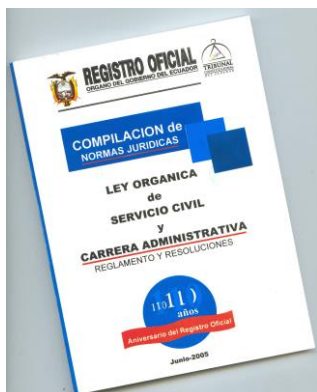 REGISTRO OFICIAL
ORGANO DEL GOBIERNO DEL ECUADOR
TRIBUNAL
COMPILACION de
NORMAS JURIDICAS
LEY ORGANICA
de
SERVICIO CIVIL
y
CARRERA ADMINISTRATIVA
REGLAMENTO Y RESOLUCIONES
110
años
Aniversario del Registro Oficial
Junio-2005